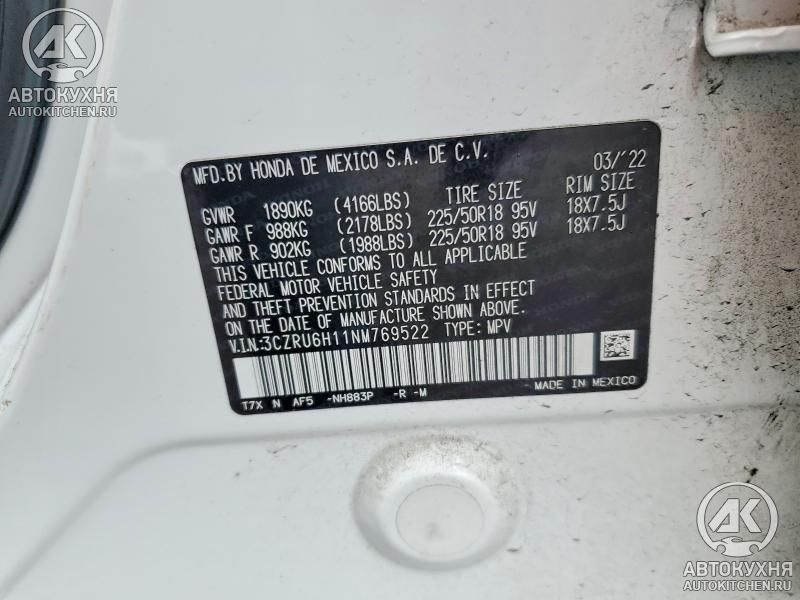 AK
АВТОКУХНЯ
AUTOKITCHEN.RU
MFD.BY HONDA DE MEXICO S.A. DE C.V. 03/'22
TIRE SIZE RIM SIZE
GVWR 1890KG (4166LBS)
GAWR F 988KG (2178LBS) 225/50R18 95V 18X7.5J
GAWR R 902KG (1988LBS) 225/50R18 95V 18X7.5J
THIS VEHICLE CONFORMS TO ALL APPLICABLE
FEDERAL MOTOR VEHICLE SAFETY
AND THEFT PREVENTION STANDARDS IN EFFECT
ON THE DATE OF MANUFACTURE SHOWN ABOVE.
V.I.N:3CZRU6H11NM769522 TYPE: MPV
T7X N AF5 -NH883P -R -M MADE IN MEXICO
AK
АВТОКУХНЯ
AUTOKITCHEN.RU